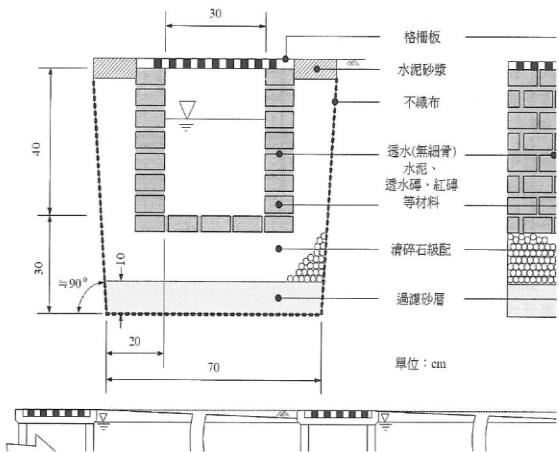 30
格柵板
水泥砂漿
不織布
40
透水(無細骨)
水泥、
透水磚、紅磚
等材料
30
≒90°
10
清碎石級配
過濾砂層
20
70
單位：cm